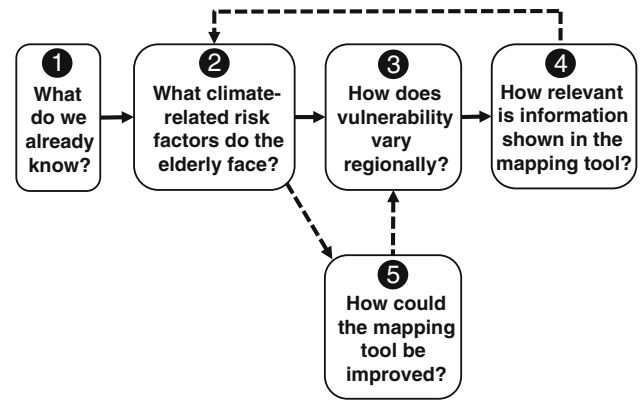 1
What
do we
already
know?
2
What climate-
related risk
factors do the
elderly face?
3
How does
vulnerability
vary
regionally?
4
How relevant
is information
shown in the
mapping tool?
5
How could
the mapping
tool be
improved?